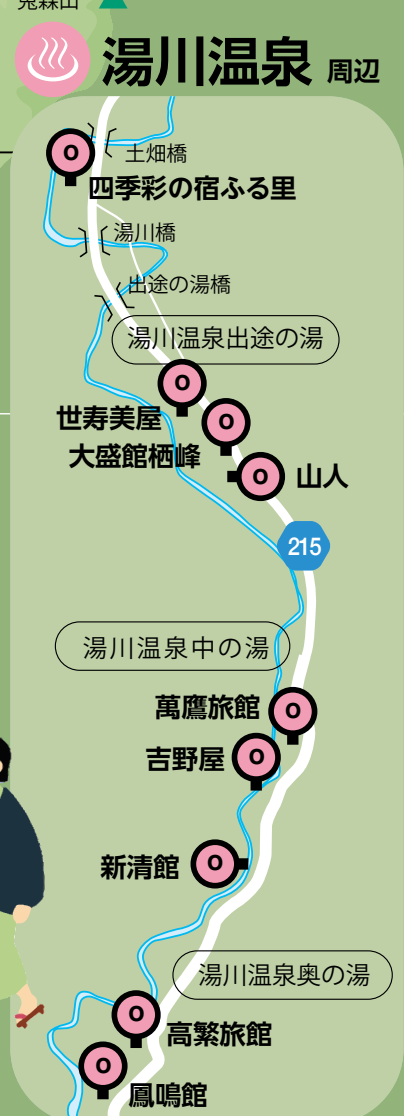 兎森山
湯川温泉 周辺
土畑橋
四季彩の宿ふる里
湯川橋
出途の湯橋
湯川温泉出途の湯
世寿美屋
大盛館栖峰
山人
215
湯川温泉中の湯
萬鷹旅館
吉野屋
新清館
湯川温泉奥の湯
高繁旅館
鳳鳴館